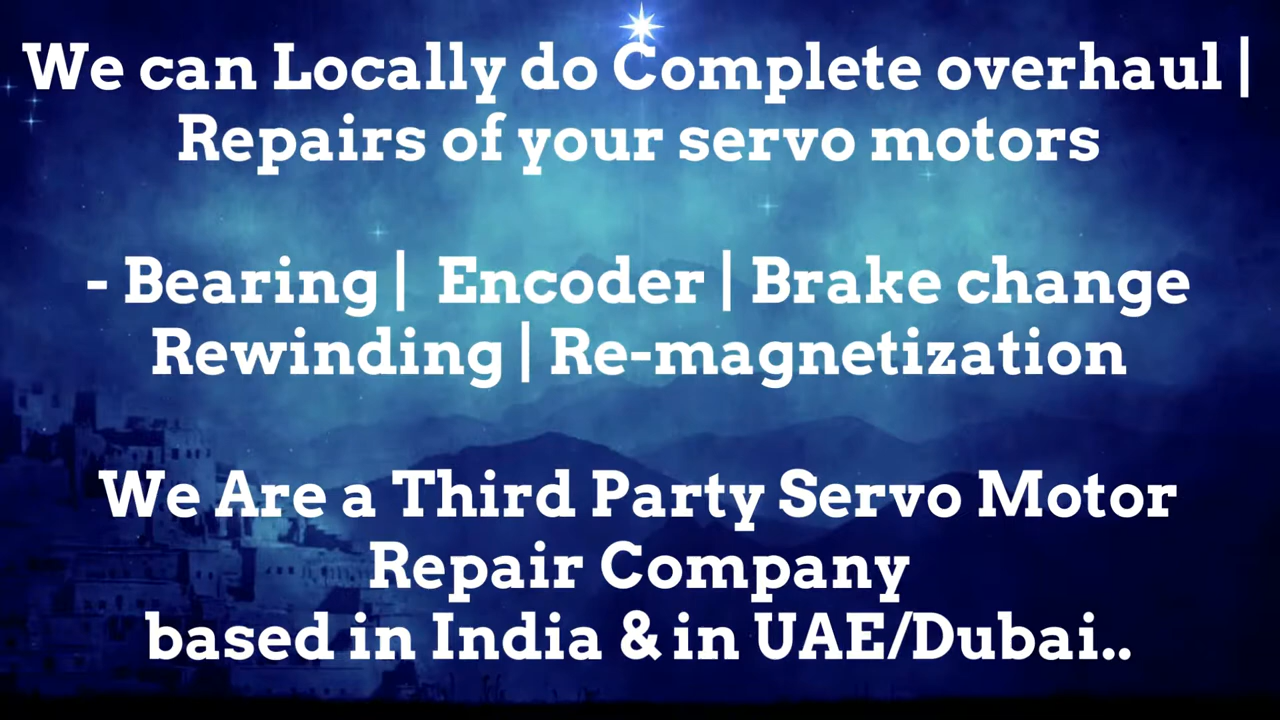 We can Locally do Complete overhaul |
Repairs of your servo motors
- Bearing | Encoder | Brake change
Rewinding | Re-magnetization
We Are a Third Party Servo Motor
Repair Company
based in India & in UAE/Dubai..